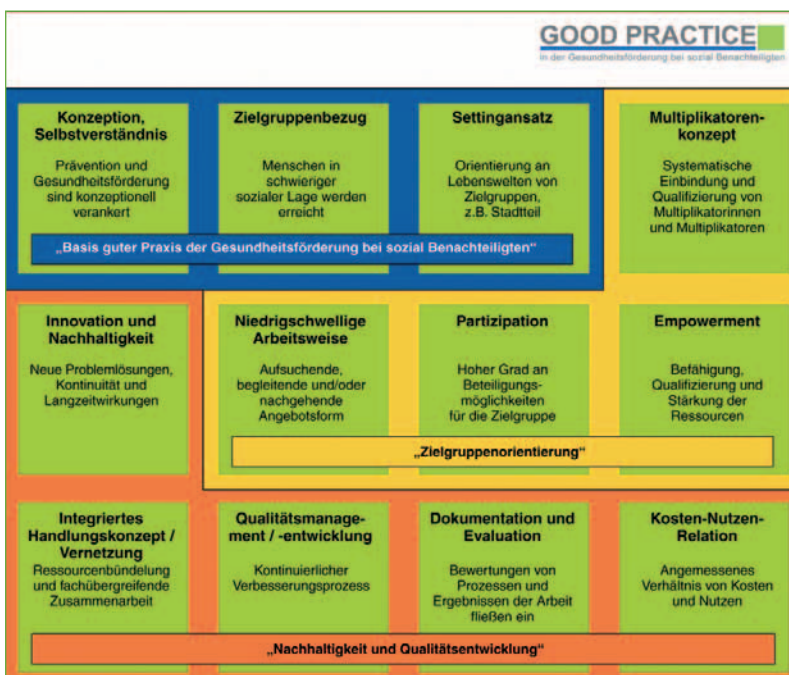 GOOD PRACTICE
in der Gesundheitsförderung bei sozial Benachteiligten
Konzeption,
Selbstverständnis
Prävention und
Gesundheitsförderung
sind konzeptionell
verankert
Zielgruppenbezug
Menschen in
schwieriger
sozialer Lage werden
erreicht
Settingansatz
Orientierung an
Lebenswelten von
Zielgruppen,
z.B. Stadtteil
Multiplikatoren-
konzept
Systematische
Einbindung und
Qualifizierung von
Multiplikatorinnen
und Multiplikatoren
„Basis guter Praxis der Gesundheitsförderung bei sozial Benachteiligten“
Innovation und
Nachhaltigkeit
Neue Problemlösungen,
Kontinuität und
Langzeitwirkungen
Niedrigschwellige
Arbeitsweise
Aufsuchende,
begleitende und/oder
nachgehende
Angebotsform
Partizipation
Hoher Grad an
Beteiligungs-
möglichkeiten
für die Zielgruppe
Empowerment
Befähigung,
Qualifizierung und
Stärkung der
Ressourcen
„Zielgruppenorientierung“
Integriertes
Handlungskonzept /
Vernetzung
Ressourcenbündelung
und fachübergreifende
Zusammenarbeit
Qualitätsmanage-
ment / -entwicklung
Kontinuierlicher
Verbesserungsprozess
Dokumentation und
Evaluation
Bewertungen von
Prozessen und
Ergebnissen der Arbeit
fließen ein
Kosten-Nutzen-
Relation
Angemessenes
Verhältnis von Kosten
und Nutzen
„Nachhaltigkeit und Qualitätsentwicklung“